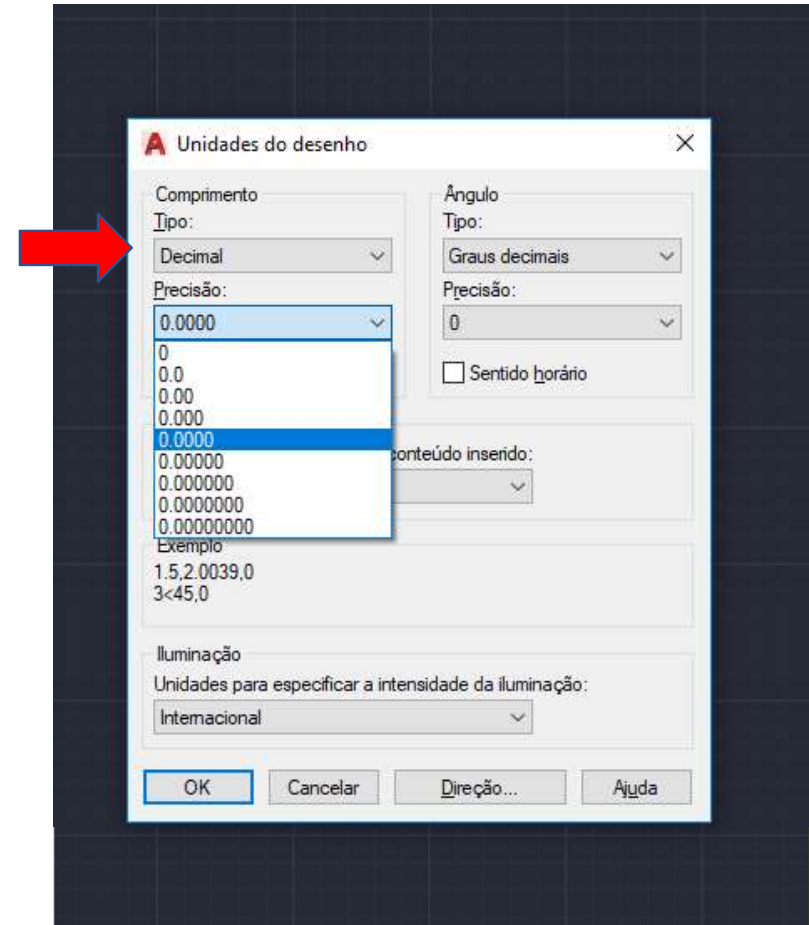 Unidades do desenho
Comprimento
Tipo:
Decimal
Precisão:
0.0000
0
0.0
0.00
0.000
0.0000
0.00000
0.000000
0.0000000
0.00000000
Ângulo
Tipo:
Graus decimais
Precisão:
0
Sentido horário
conteúdo inserido:
Exemplo
1.5,2.0039,0
3<45,0
Iluminação
Unidades para especificar a intensidade da iluminação:
Internacional
OK Cancelar Direção... Ajuda